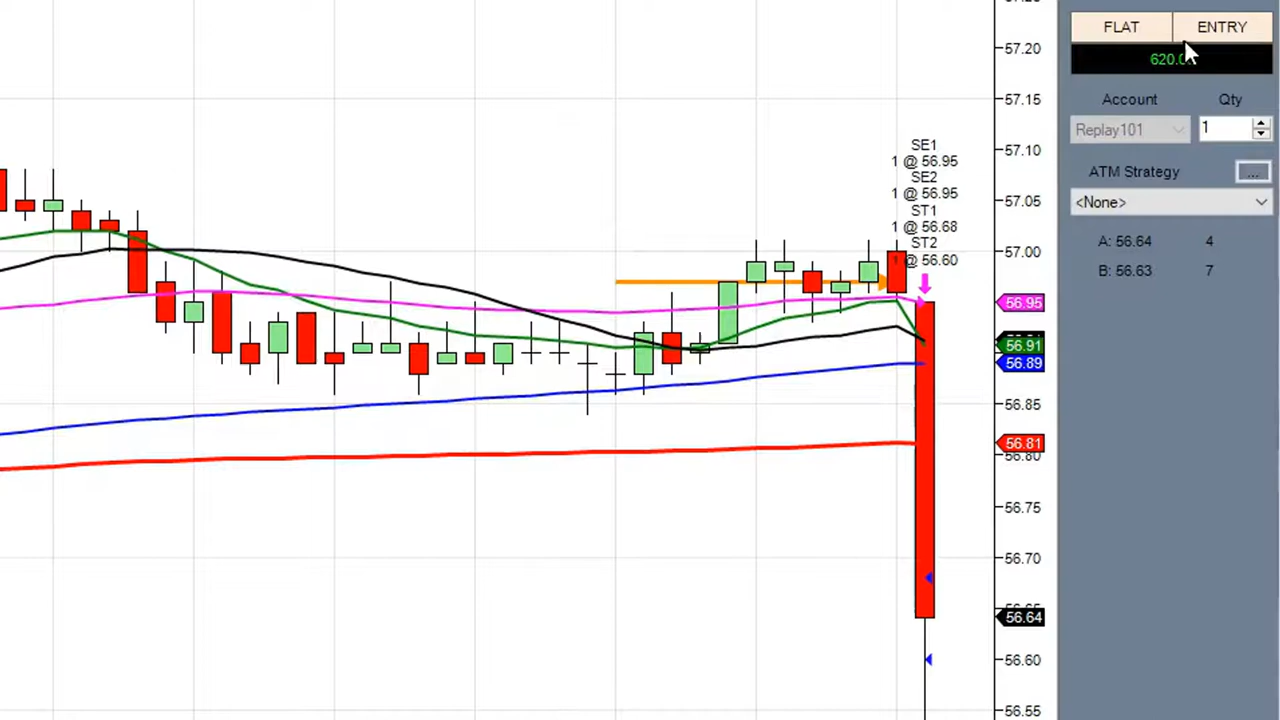 57.20
57.15
57.10
57.05
57.00
56.95
56.91
56.89
56.85
56.81
56.80
56.75
56.70
56.64
56.60
56.55
SE1
1 @ 56.95
SE2
1 @ 56.95
ST1
1 @ 56.68
ST2
1 @ 56.60
FLAT
ENTRY
620.0
Account
Qty
Replay101
1
ATM Strategy
...
<None>
A: 56.64 4
B: 56.63 7